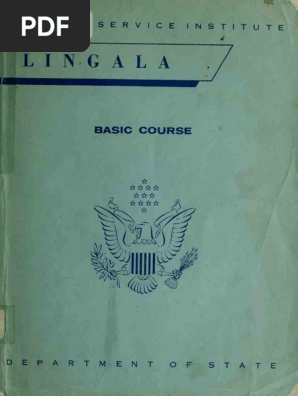 PDF
SERVICE INSTITUTE
LINGALA
BASIC COURSE
DEPARTMENT OF STATE